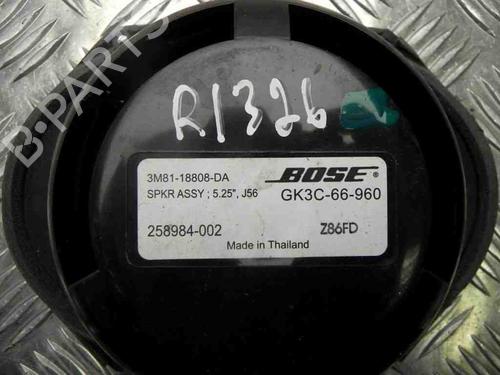 B-PARTS
R1326
3M81-18808-DA
SPKR ASSY ; 5.25", J56
BOSE®
GK3C-66-960
258984-002
Z86FD
Made in Thailand